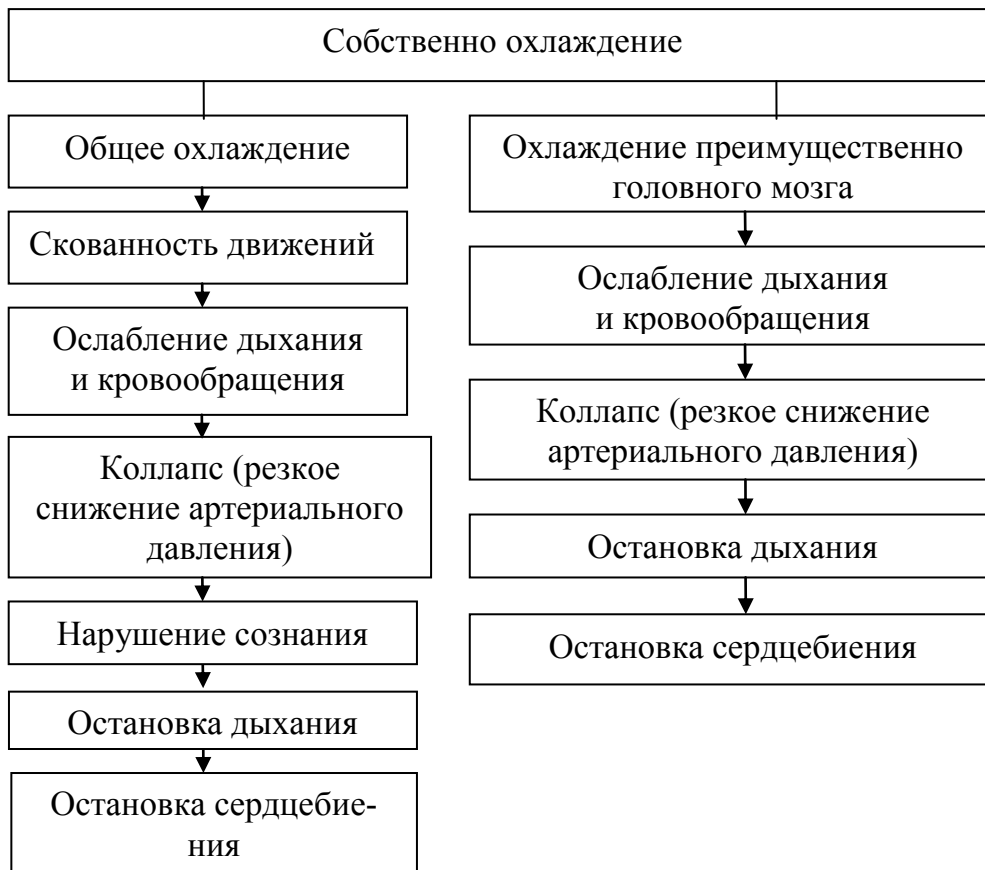 Собственно охлаждение
Общее охлаждение
Скованность движений
Ослабление дыхания
и кровообращения
Коллапс (резкое
снижение артериального
давления)
Нарушение сознания
Остановка дыхания
Остановка сердцебие-
ния
Охлаждение преимущественно
головного мозга
Ослабление дыхания
и кровообращения
Коллапс (резкое снижение
артериального давления)
Остановка дыхания
Остановка сердцебиения